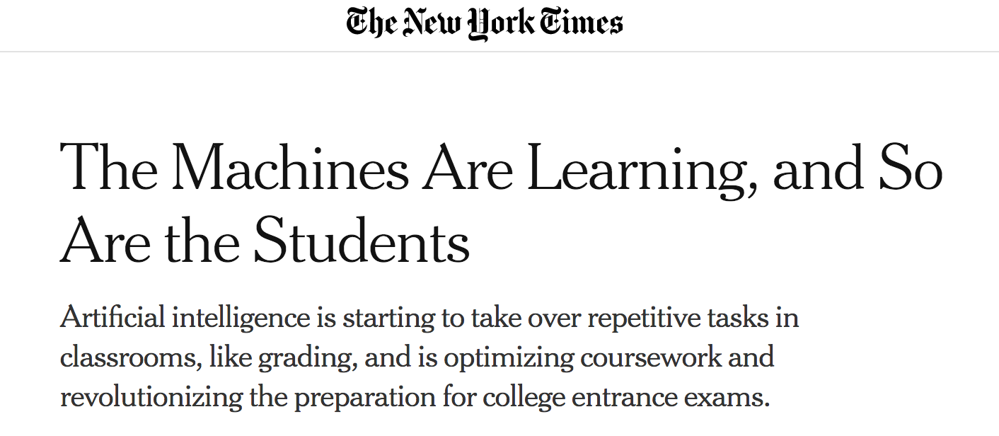 The New York Times
The Machines Are Learning, and So
Are the Students
Artificial intelligence is starting to take over repetitive tasks in
classrooms, like grading, and is optimizing coursework and
revolutionizing the preparation for college entrance exams.